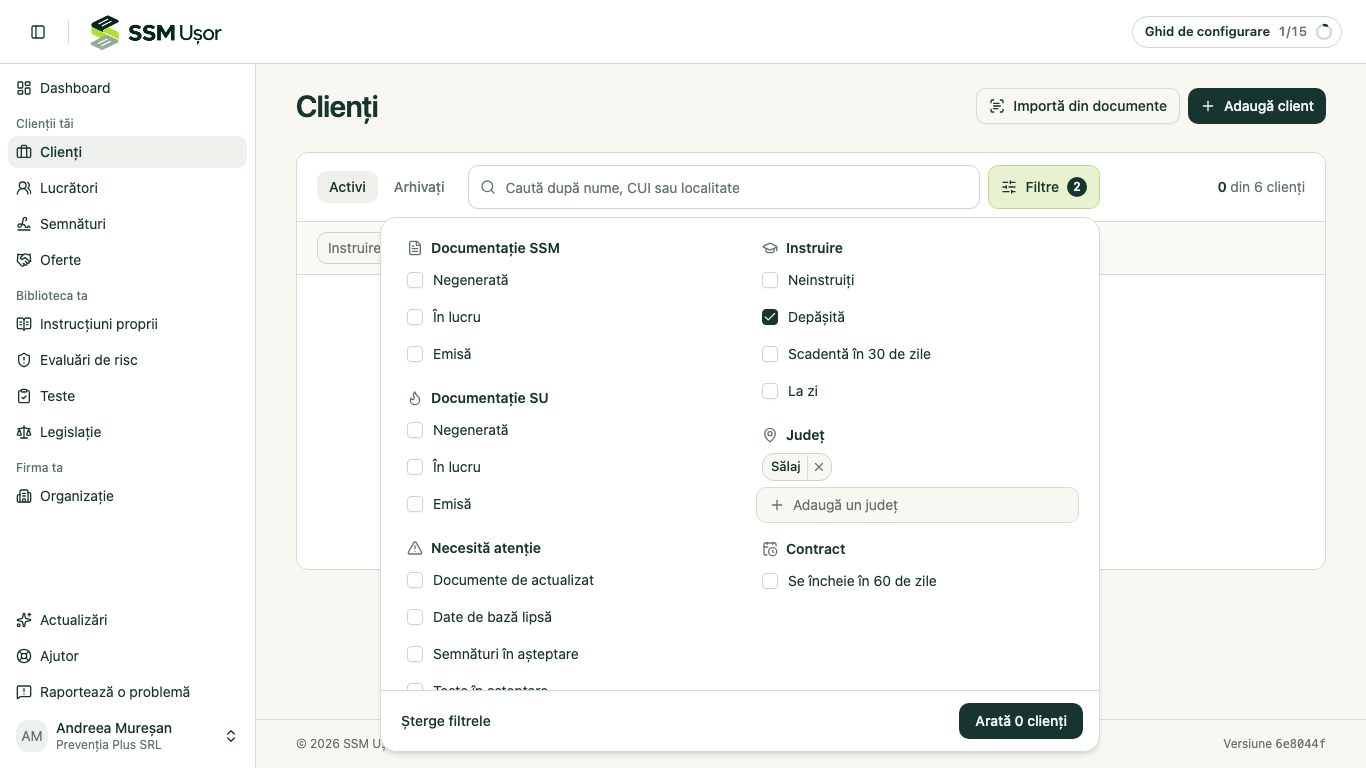 SSM Ușor
Ghid de configurare 1/15
Dashboard
Clienții tăi
Clienți
Lucrători
Semnături
Oferte
Biblioteca ta
Instrucțiuni proprii
Evaluări de risc
Teste
Legislație
Firma ta
Organizație
Actualizări
Ajutor
Raportează o problemă
AM
Andreea Mureșan
Prevenția Plus SRL
Clienți
Importă din documente
Adaugă client
Activi
Arhivați
Caută după nume, CUI sau localitate
Filtre 2
0 din 6 clienți
Instruire
Documentație SSM
Negenerată
În lucru
Emisă
Documentație SU
Negenerată
În lucru
Emisă
Necesită atenție
Documente de actualizat
Date de bază lipsă
Semnături în așteptare
Teste în așteptare
Instruire
Neinstruiți
Depășită
Scadentă în 30 de zile
La zi
Județ
Sălaj
Adaugă un județ
Contract
Se încheie în 60 de zile
Șterge filtrele
Arată 0 clienți
© 2026 SSM
Versiune 6e8044f